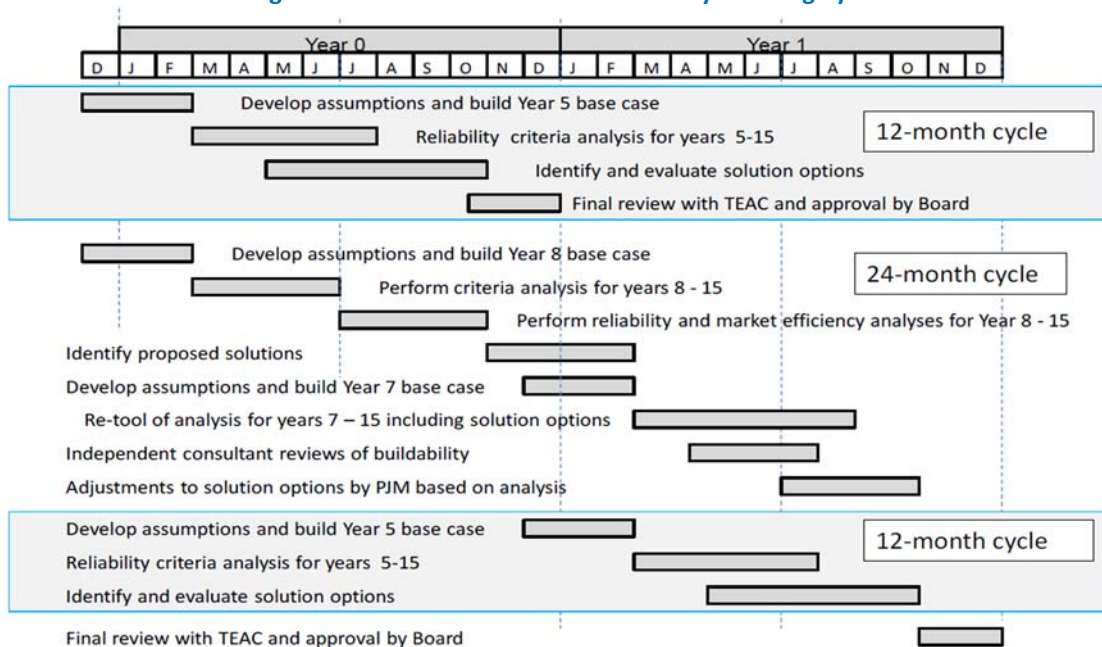 Year 0 Year 1
D J F M A M J J A S O N D J F M A M J J A S O N D
Develop assumptions and build Year 5 base case
12-month cycle
Reliability criteria analysis for years 5-15
Identify and evaluate solution options
Final review with TEAC and approval by Board
Develop assumptions and build Year 8 base case
24-month cycle
Perform criteria analysis for years 8 - 15
Perform reliability and market efficiency analyses for Year 8 - 15
Identify proposed solutions
Develop assumptions and build Year 7 base case
Re-tool of analysis for years 7 – 15 including solution options
Independent consultant reviews of buildability
Adjustments to solution options by PJM based on analysis
Develop assumptions and build Year 5 base case
12-month cycle
Reliability criteria analysis for years 5-15
Identify and evaluate solution options
Final review with TEAC and approval by Board